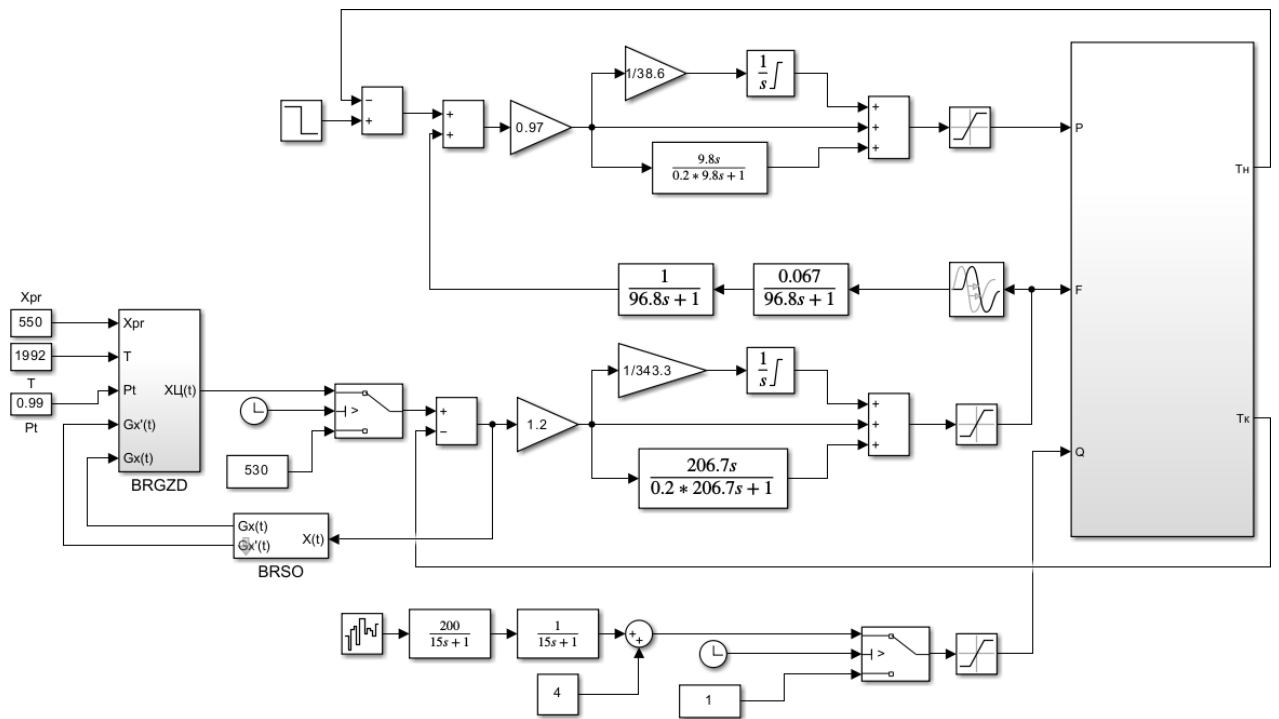 1/38.6
1
s
−
+
+
+
0.97
+
+
+
9.8s
0.2 * 9.8s + 1
P
Tн
1
96.8s + 1
0.067
96.8s + 1
F
Xpr
550
Xpr
1992
T
T
0.99
Pt
Pt
XЦ(t)
Gx'(t)
Gx(t)
BRGZD
>
530
+
−
1.2
1/343.3
1
s
+
+
+
206.7s
0.2 * 206.7s + 1
Tк
Q
Gx(t)
Gx'(t)
X(t)
BRSO
200
15s + 1
1
15s + 1
+
+
4
>
1